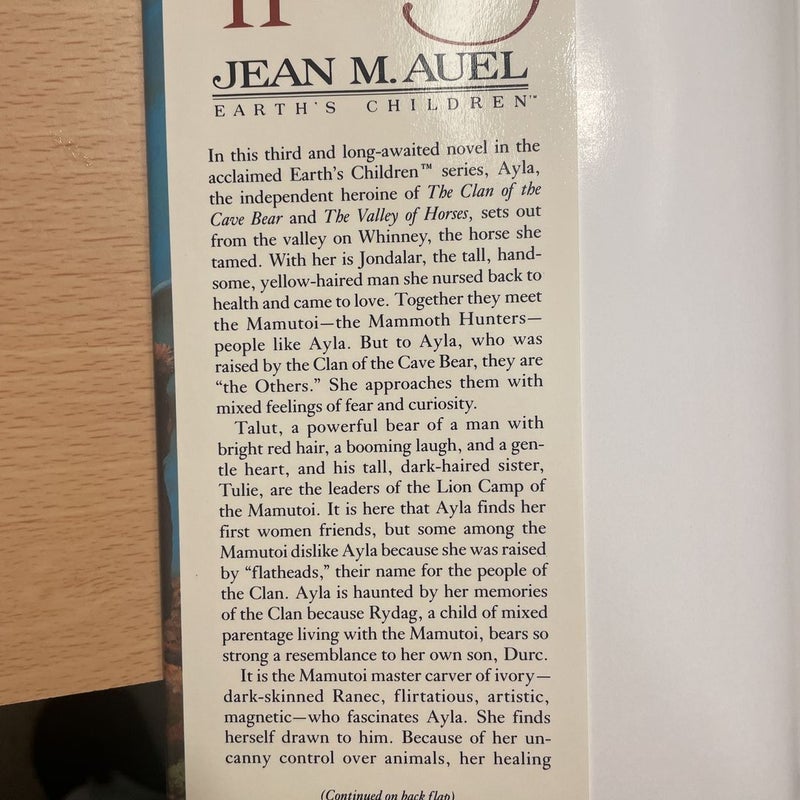 JEAN M. AUEL
EARTH'S CHILDREN™
In this third and long-awaited novel in the
acclaimed Earth's Children™ series, Ayla,
the independent heroine of The Clan of the
Cave Bear and The Valley of Horses, sets out
from the valley on Whinney, the horse she
tamed. With her is Jondalar, the tall, hand-
some, yellow-haired man she nursed back to
health and came to love. Together they meet
the Mamutoi—the Mammoth Hunters—
people like Ayla. But to Ayla, who was
raised by the Clan of the Cave Bear, they are
“the Others.” She approaches them with
mixed feelings of fear and curiosity.
Talut, a powerful bear of a man with
bright red hair, a booming laugh, and a gen-
tle heart, and his tall, dark-haired sister,
Tulie, are the leaders of the Lion Camp of
the Mamutoi. It is here that Ayla finds her
first women friends, but some among the
Mamutoi dislike Ayla because she was raised
by “flatheads,” their name for the people of
the Clan. Ayla is haunted by her memories
of the Clan because Rydag, a child of mixed
parentage living with the Mamutoi, bears so
strong a resemblance to her own son, Durc.
It is the Mamutoi master carver of ivory—
dark-skinned Ranec, flirtatious, artistic,
magnetic—who fascinates Ayla. She finds
herself drawn to him. Because of her un-
canny control over animals, her healing
(Continued on back flap)